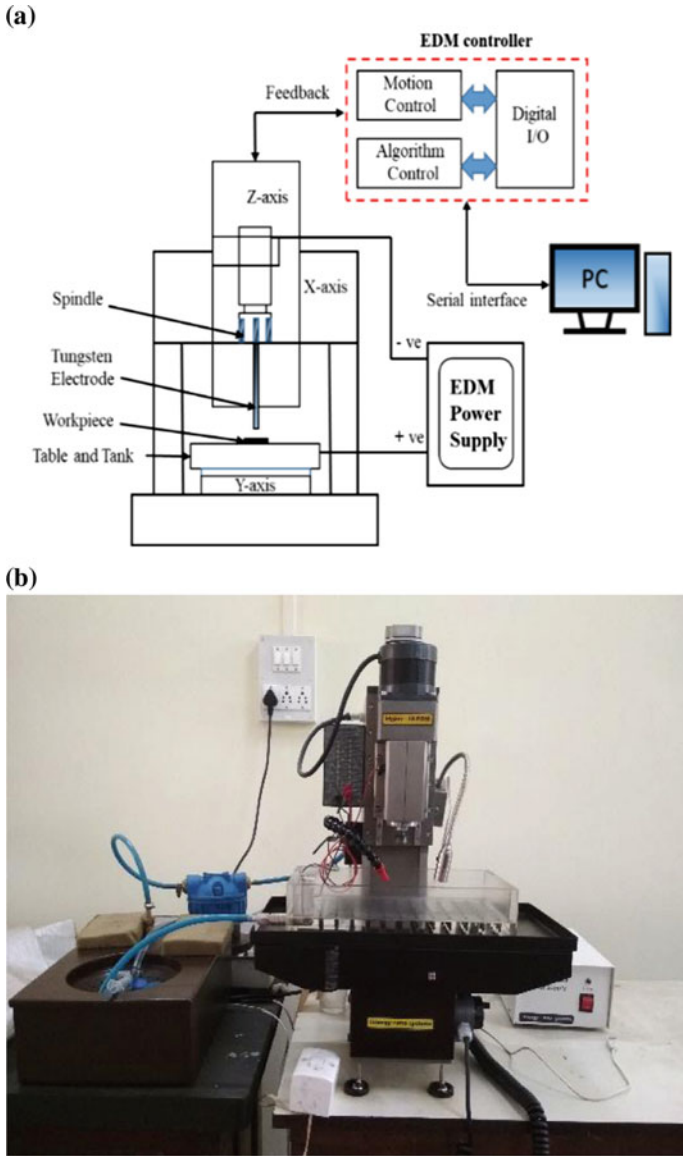 (a)
EDM controller
Feedback
Motion
Control
Digital
I/O
Algorithm
Control
Z-axis
X-axis
PC
Serial interface
Spindle
- ve
Tungsten
Electrode
EDM
Power
Supply
Workpiece
+ ve
Table and Tank
Y-axis
(b)